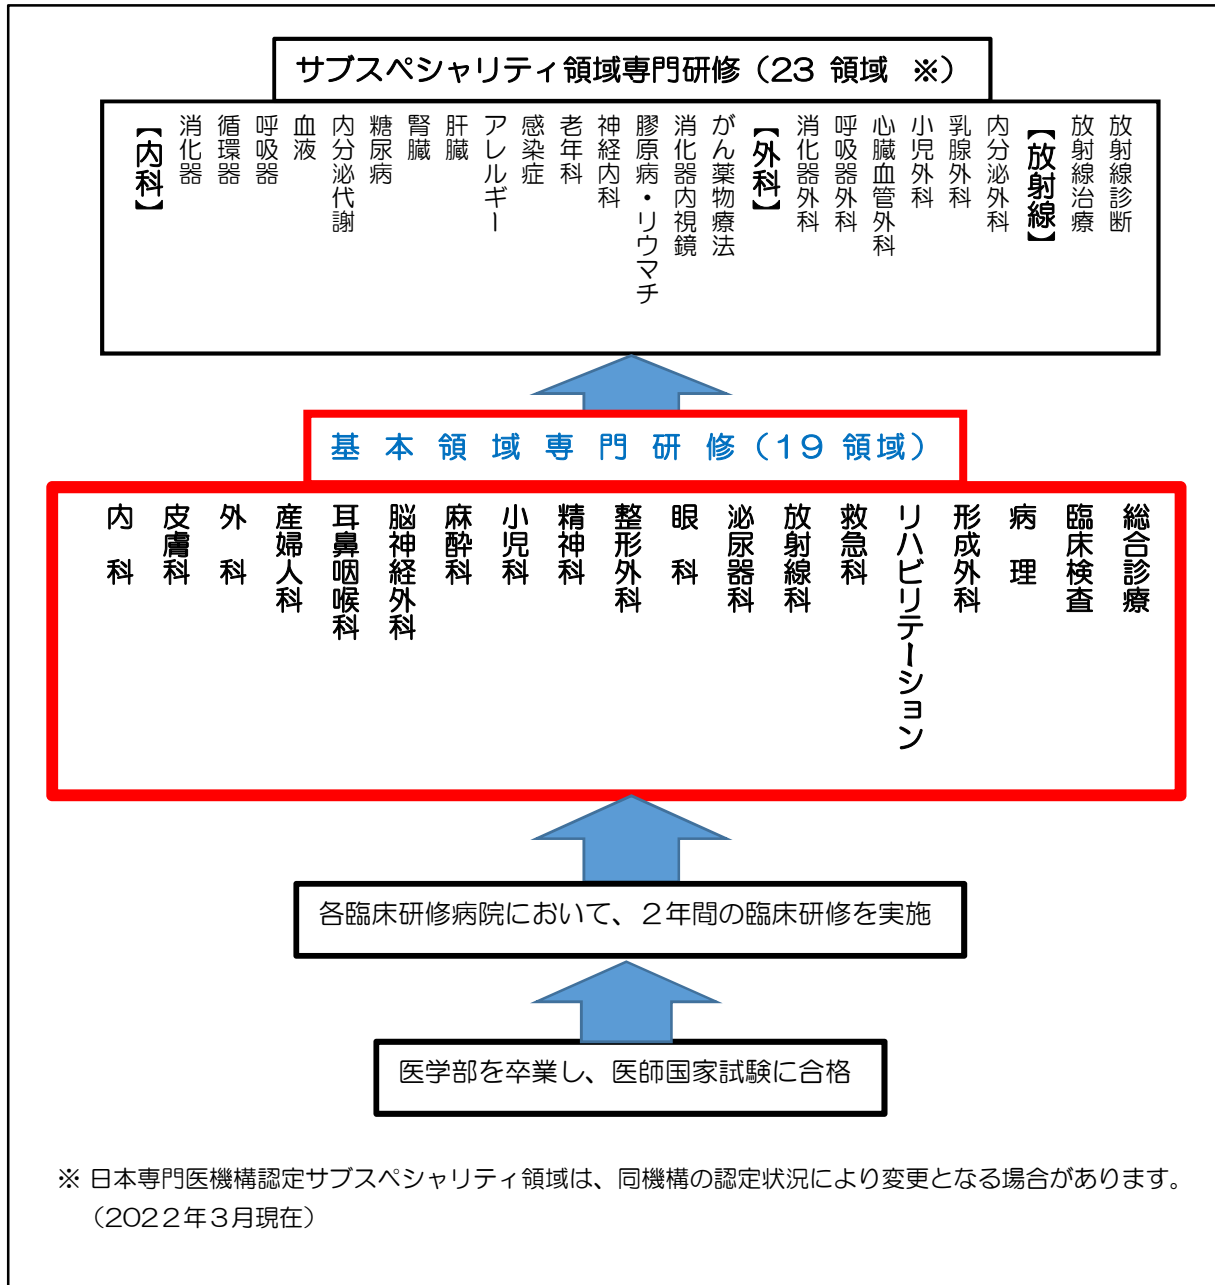 サブスペシャリティ領域専門研修（23 領域 ※）
【内科】
消化器
循環器
呼吸器
血液
内分泌代謝
糖尿病
腎臓
肝臓
アレルギー
感染症
老年科
神経内科
膠原病・リウマチ
消化器内視鏡
がん薬物療法
【外科】
消化器外科
呼吸器外科
心臓血管外科
小児外科
乳腺外科
内分泌外科
【放射線】
放射線治療
放射線診断
基 本 領 域 専 門 研 修（19 領域）
内 科
皮膚科
外 科
産婦人科
耳鼻咽喉科
脳神経外科
麻酔科
小児科
精神科
整形外科
眼 科
泌尿器科
放射線科
救急科
リハビリテーション
形成外科
病 理
臨床検査
総合診療
各臨床研修病院において、２年間の臨床研修を実施
医学部を卒業し、医師国家試験に合格
※ 日本専門医機構認定サブスペシャリティ領域は、同機構の認定状況により変更となる場合があります。
（2022年３月現在）